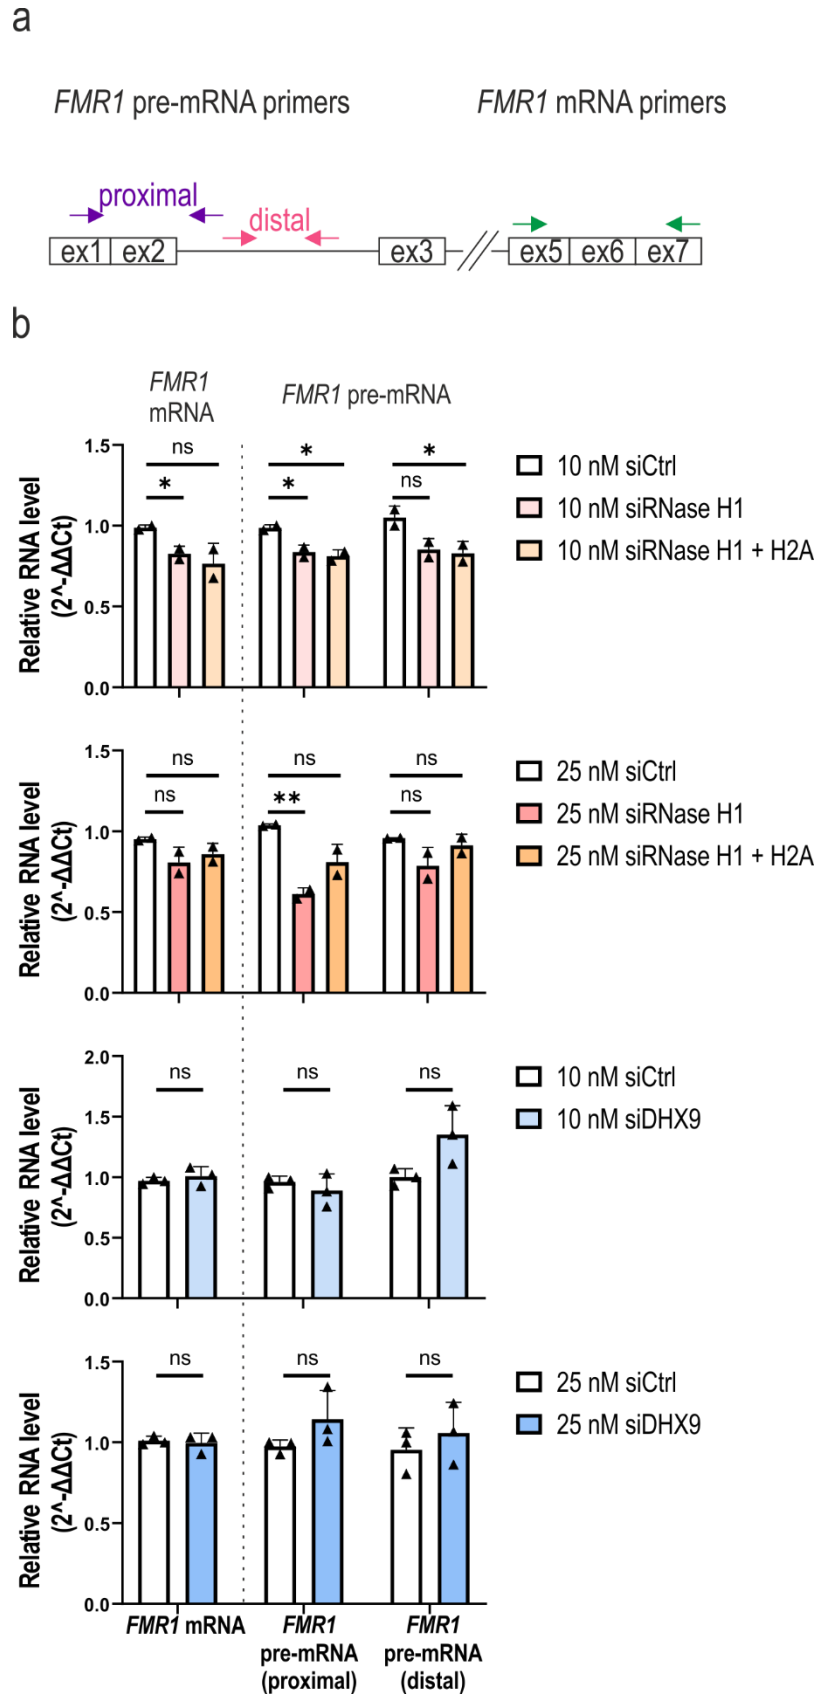 a
FMR1 pre-mRNA primers
FMR1 mRNA primers
proximal
distal
ex1 ex2 ex3 ex5 ex6 ex7
b
FMR1
mRNA
FMR1 pre-mRNA
Relative RNA level
(2^-ΔΔCt)
1.5
1.0
0.5
0.0
ns
*
*
*
*
ns
10 nM siCtrl
10 nM siRNase H1
10 nM siRNase H1 + H2A
Relative RNA level
(2^-ΔΔCt)
1.5
1.0
0.5
0.0
ns
ns
ns
**
ns
ns
25 nM siCtrl
25 nM siRNase H1
25 nM siRNase H1 + H2A
Relative RNA level
(2^-ΔΔCt)
2.0
1.5
1.0
0.5
0.0
ns
ns
ns
10 nM siCtrl
10 nM siDHX9
Relative RNA level
(2^-ΔΔCt)
1.5
1.0
0.5
0.0
ns
ns
ns
25 nM siCtrl
25 nM siDHX9
FMR1 mRNA
FMR1
pre-mRNA
(proximal)
FMR1
pre-mRNA
(distal)